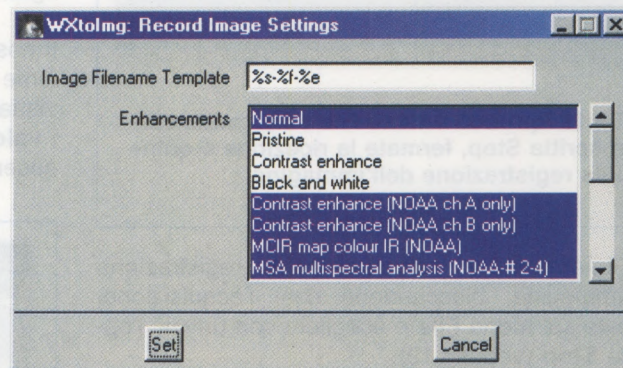 WXtoImg: Record Image Settings
Image Filename Template %s-%f-%e
Enhancements
Normal
Pristine
Contrast enhance
Black and white
Contrast enhance (NOAA ch A only)
Contrast enhance (NOAA ch B only)
MCIR map colour IR (NOAA)
MSA multispectral analysis (NOAA-# 2-4)
Set Cancel